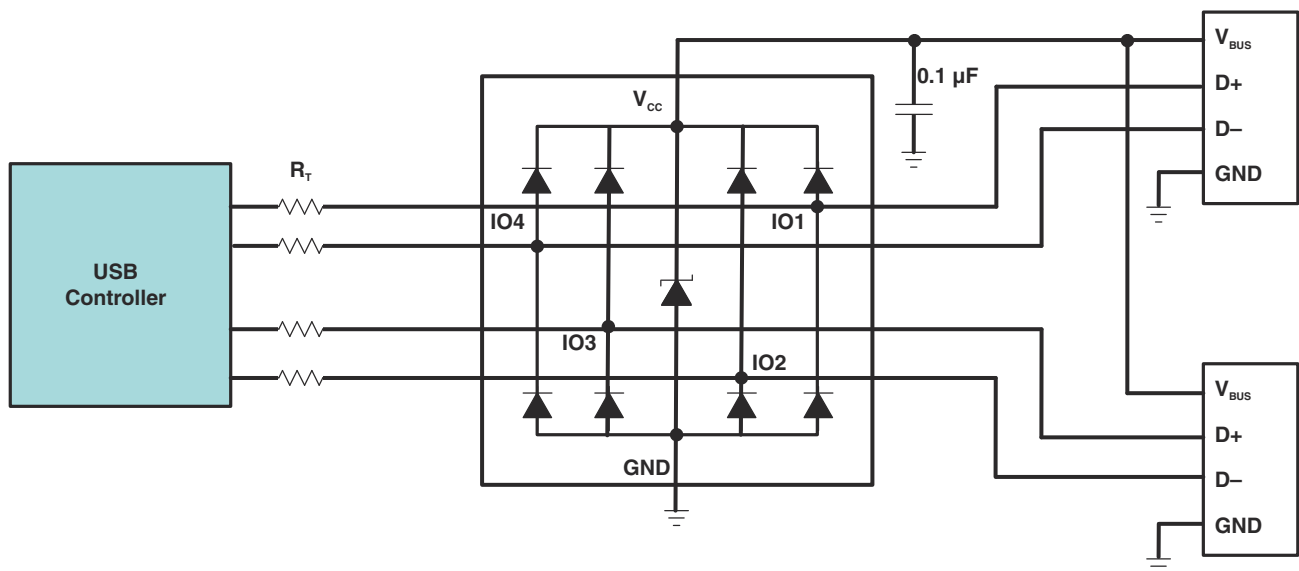 V_BUS
0.1 µF
D+
V_CC
D–
R_T
GND
IO4
IO1
USB
Controller
IO3
IO2
V_BUS
D+
GND
D–
GND